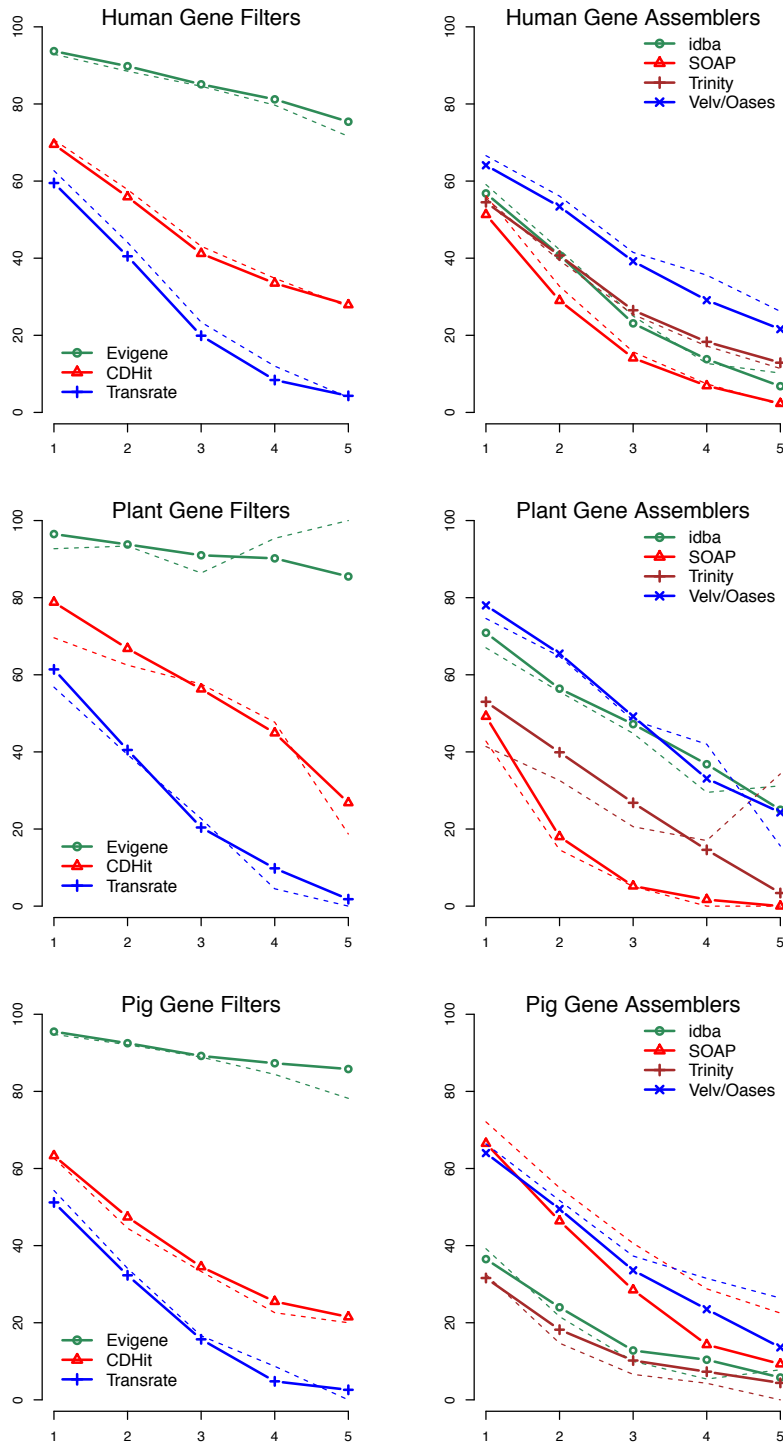 Human Gene Filters
0 20 40 60 80 100
Evigene
CDHit
Transrate
1 2 3 4 5
Human Gene Assemblers
0 20 40 60 80 100
idba
SOAP
Trinity
Velv/Oases
1 2 3 4 5
Plant Gene Filters
0 20 40 60 80 100
Evigene
CDHit
Transrate
1 2 3 4 5
Plant Gene Assemblers
0 20 40 60 80 100
idba
SOAP
Trinity
Velv/Oases
1 2 3 4 5
Pig Gene Filters
0 20 40 60 80 100
Evigene
CDHit
Transrate
1 2 3 4 5
Pig Gene Assemblers
0 20 40 60 80 100
idba
SOAP
Trinity
Velv/Oases
1 2 3 4 5